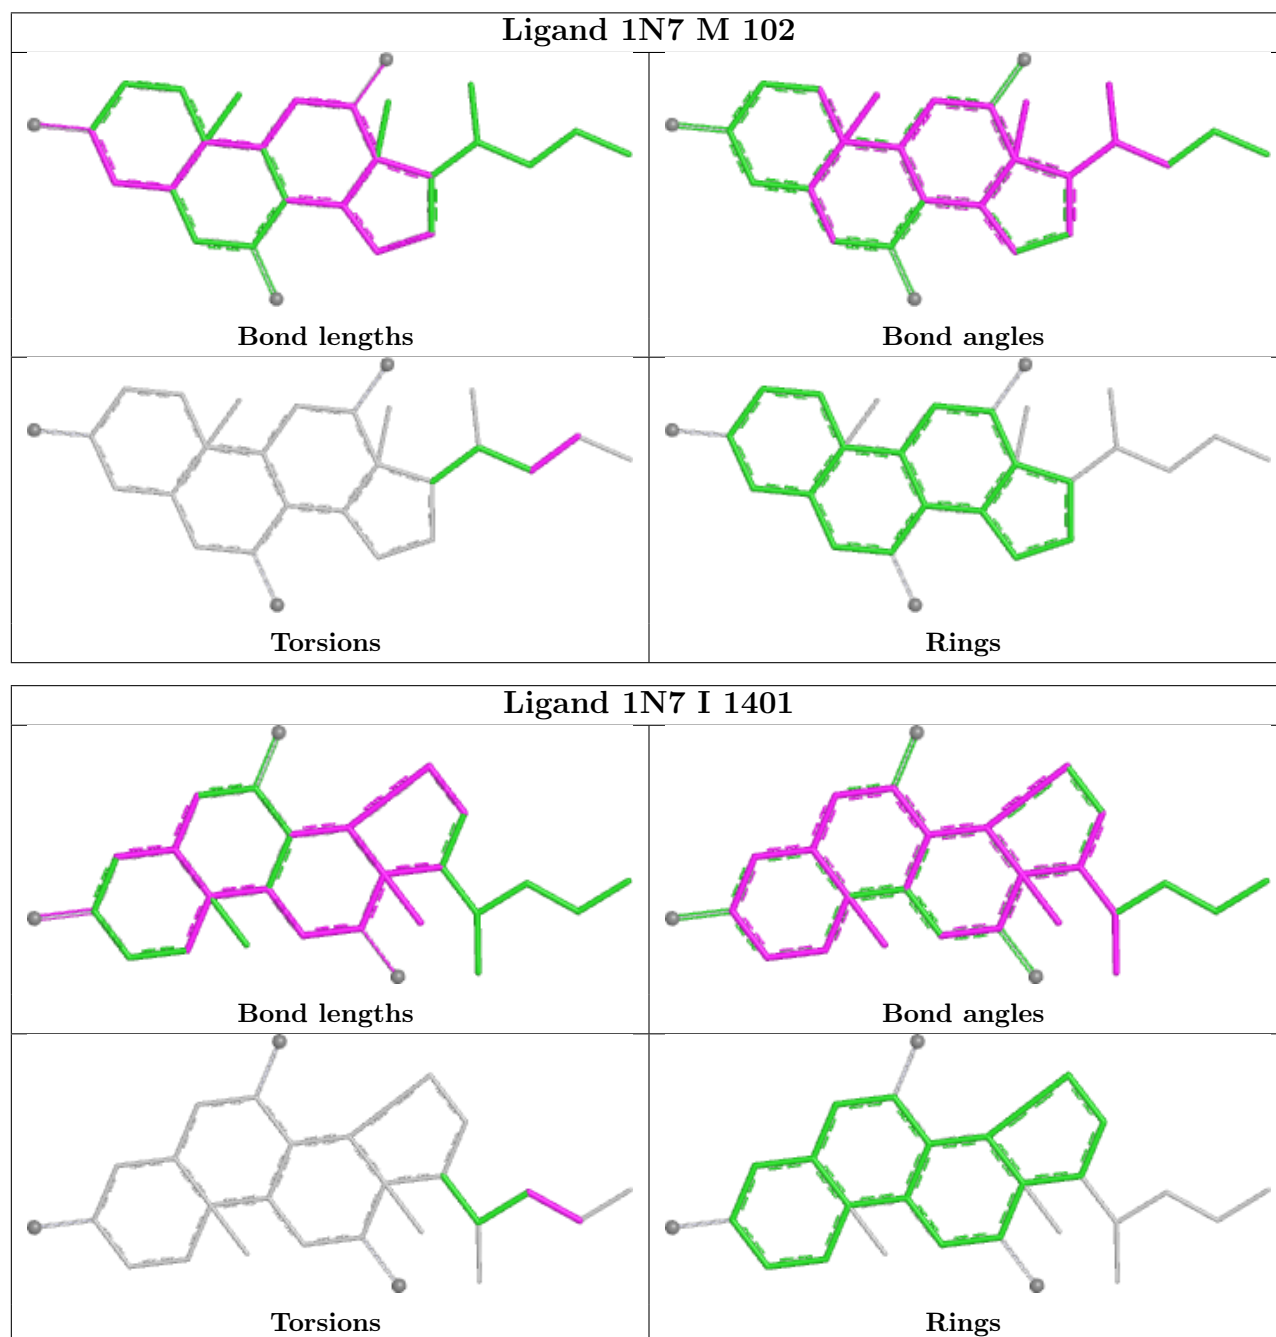 Ligand 1N7 M 102
Bond lengths
Bond angles
Torsions
Rings
Ligand 1N7 I 1401
Bond lengths
Bond angles
Torsions
Rings